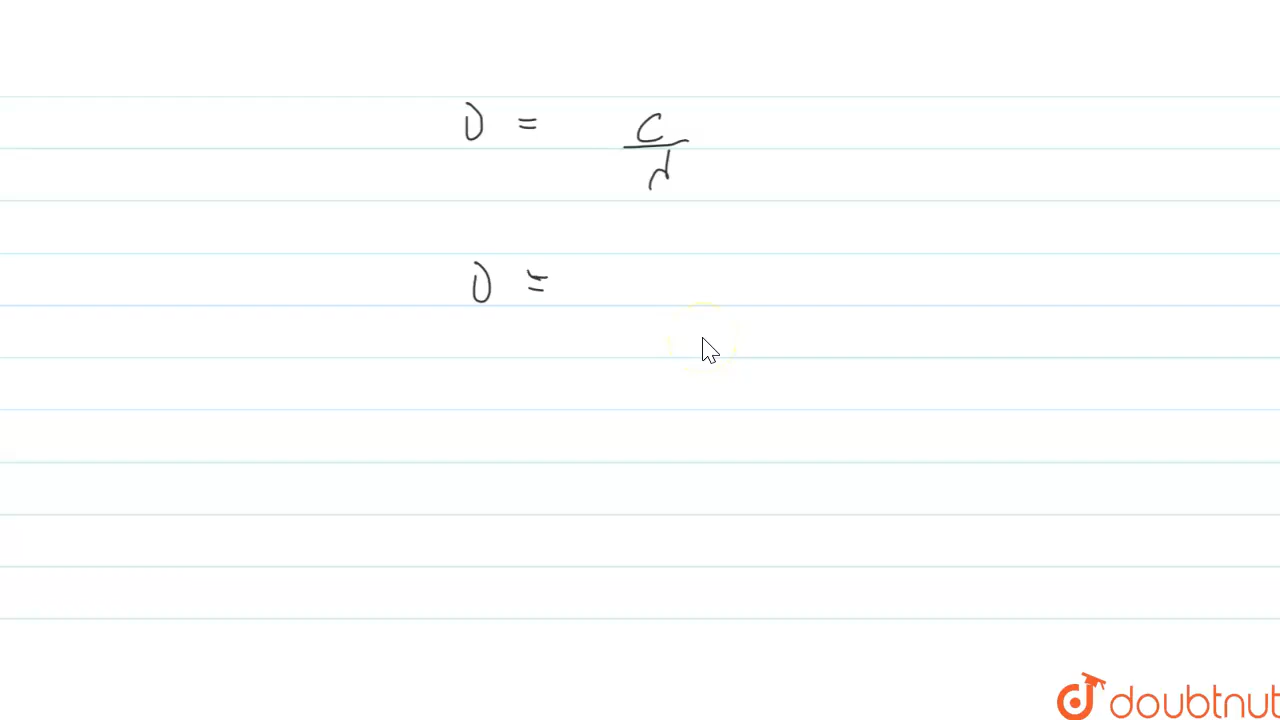 ν = c/λ
ν =
doubtnut